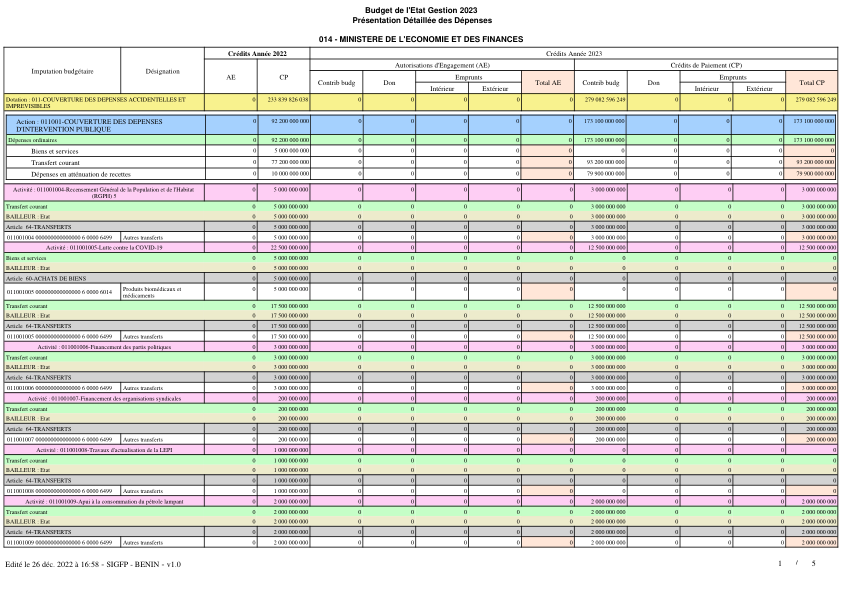 Budget de l'Etat Gestion 2023
Présentation Détaillée des Dépenses
014 - MINISTERE DE L'ECONOMIE ET DES FINANCES
Imputation budgétaire Désignation Crédits Année 2022 Crédits Année 2023
AE CP Autorisations d'Engagement (AE) Crédits de Paiement (CP)
Contrib budg Don Emprunts Total AE Contrib budg Don Emprunts Total CP
Intérieur Extérieur Intérieur Extérieur
Dotation : 011-COUVERTURE DES DEPENSES ACCIDENTELLES ET IMPREVISIBLES 0 233 839 826 038 0 0 0 0 0 279 082 596 249 0 0 0 279 082 596 249
Action : 011001-COUVERTURE DES DEPENSES D'INTERVENTION PUBLIQUE 0 92 200 000 000 0 0 0 0 0 173 100 000 000 0 0 0 173 100 000 000
Dépenses ordinaires 0 92 200 000 000 0 0 0 0 0 173 100 000 000 0 0 0 173 100 000 000
Biens et services 0 5 000 000 000 0 0 0 0 0 0 0 0 0 0
Transfert courant 0 77 200 000 000 0 0 0 0 0 93 200 000 000 0 0 0 93 200 000 000
Dépenses en atténuation de recettes 0 10 000 000 000 0 0 0 0 0 79 900 000 000 0 0 0 79 900 000 000
Activité : 011001004-Recensement Général de la Population et de l'Habitat (RGPH) 5 0 5 000 000 000 0 0 0 0 0 3 000 000 000 0 0 0 3 000 000 000
Transfert courant 0 5 000 000 000 0 0 0 0 0 3 000 000 000 0 0 0 3 000 000 000
BAILLEUR : Etat 0 5 000 000 000 0 0 0 0 0 3 000 000 000 0 0 0 3 000 000 000
Article 64-TRANSFERTS 0 5 000 000 000 0 0 0 0 0 3 000 000 000 0 0 0 3 000 000 000
011001004 000000000000000 6 0000 6499 Autres transferts 0 5 000 000 000 0 0 0 0 0 3 000 000 000 0 0 0 3 000 000 000
Activité : 011001005-Lutte contre la COVID-19 0 22 500 000 000 0 0 0 0 0 12 500 000 000 0 0 0 12 500 000 000
Biens et services 0 5 000 000 000 0 0 0 0 0 0 0 0 0 0
BAILLEUR : Etat 0 5 000 000 000 0 0 0 0 0 0 0 0 0 0
Article 60-ACHATS DE BIENS 0 5 000 000 000 0 0 0 0 0 0 0 0 0 0
011001005 000000000000000 6 0000 6014 Produits biomédicaux et médicaments 0 5 000 000 000 0 0 0 0 0 0 0 0 0 0
Transfert courant 0 17 500 000 000 0 0 0 0 0 12 500 000 000 0 0 0 12 500 000 000
BAILLEUR : Etat 0 17 500 000 000 0 0 0 0 0 12 500 000 000 0 0 0 12 500 000 000
Article 64-TRANSFERTS 0 17 500 000 000 0 0 0 0 0 12 500 000 000 0 0 0 12 500 000 000
011001005 000000000000000 6 0000 6499 Autres transferts 0 17 500 000 000 0 0 0 0 0 12 500 000 000 0 0 0 12 500 000 000
Activité : 011001006-Financement des partis politiques 0 3 000 000 000 0 0 0 0 0 3 000 000 000 0 0 0 3 000 000 000
Transfert courant 0 3 000 000 000 0 0 0 0 0 3 000 000 000 0 0 0 3 000 000 000
BAILLEUR : Etat 0 3 000 000 000 0 0 0 0 0 3 000 000 000 0 0 0 3 000 000 000
Article 64-TRANSFERTS 0 3 000 000 000 0 0 0 0 0 3 000 000 000 0 0 0 3 000 000 000
011001006 000000000000000 6 0000 6499 Autres transferts 0 3 000 000 000 0 0 0 0 0 3 000 000 000 0 0 0 3 000 000 000
Activité : 011001007-Financement des organisations syndicales 0 200 000 000 0 0 0 0 0 200 000 000 0 0 0 200 000 000
Transfert courant 0 200 000 000 0 0 0 0 0 200 000 000 0 0 0 200 000 000
BAILLEUR : Etat 0 200 000 000 0 0 0 0 0 200 000 000 0 0 0 200 000 000
Article 64-TRANSFERTS 0 200 000 000 0 0 0 0 0 200 000 000 0 0 0 200 000 000
011001007 000000000000000 6 0000 6499 Autres transferts 0 200 000 000 0 0 0 0 0 200 000 000 0 0 0 200 000 000
Activité : 011001008-Travaux d'actualisation de la LEPI 0 1 000 000 000 0 0 0 0 0 0 0 0 0 0
Transfert courant 0 1 000 000 000 0 0 0 0 0 0 0 0 0 0
BAILLEUR : Etat 0 1 000 000 000 0 0 0 0 0 0 0 0 0 0
Article 64-TRANSFERTS 0 1 000 000 000 0 0 0 0 0 0 0 0 0 0
011001008 000000000000000 6 0000 6499 Autres transferts 0 1 000 000 000 0 0 0 0 0 0 0 0 0 0
Activité : 011001009-Apui à la consommation du pétrole lampant 0 2 000 000 000 0 0 0 0 0 2 000 000 000 0 0 0 2 000 000 000
Transfert courant 0 2 000 000 000 0 0 0 0 0 2 000 000 000 0 0 0 2 000 000 000
BAILLEUR : Etat 0 2 000 000 000 0 0 0 0 0 2 000 000 000 0 0 0 2 000 000 000
Article 64-TRANSFERTS 0 2 000 000 000 0 0 0 0 0 2 000 000 000 0 0 0 2 000 000 000
011001009 000000000000000 6 0000 6499 Autres transferts 0 2 000 000 000 0 0 0 0 0 2 000 000 000 0 0 0 2 000 000 000
Edité le 26 déc. 2022 à 16:58 - SIGFP - BENIN - v1.0 1 / 5